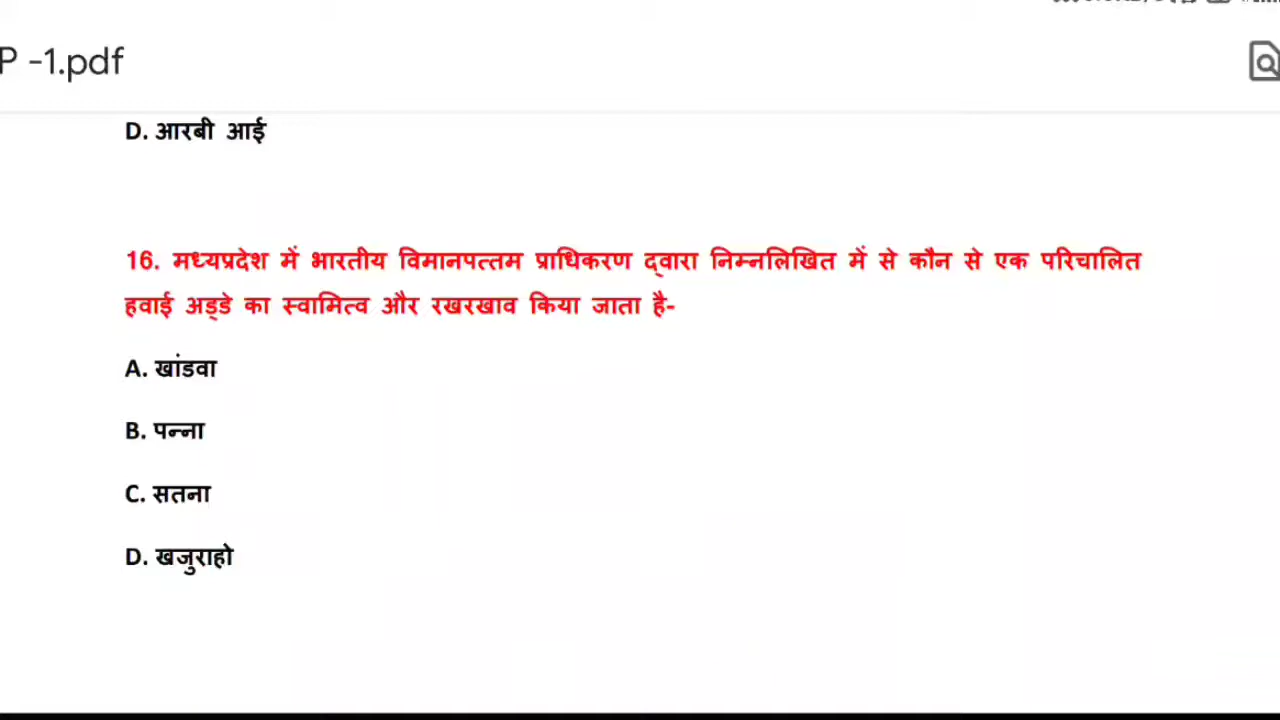 P -1.pdf
D. आरबी आई
16. मध्यप्रदेश में भारतीय विमानपत्तम प्राधिकरण द्वारा निम्नलिखित में से कौन से एक परिचालित
हवाई अड्डे का स्वामित्व और रखरखाव किया जाता है-
A. खांडवा
B. पन्ना
C. सतना
D. खजुराहो